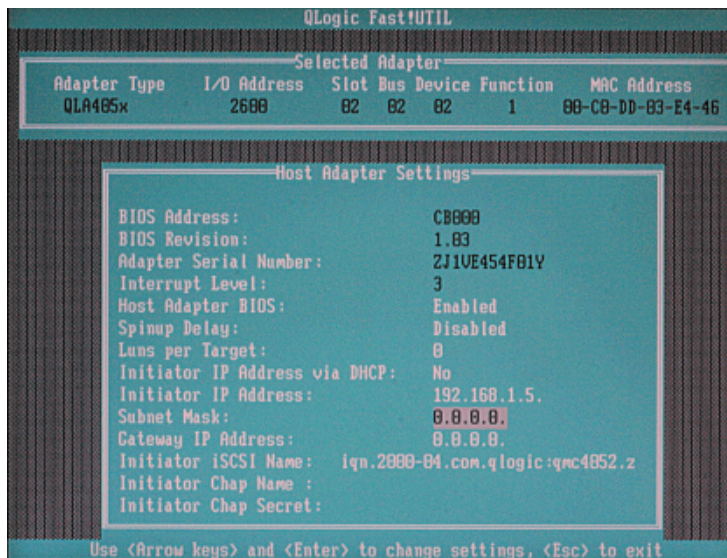 QLogic Fast!UTIL
Selected Adapter
Adapter Type I/O Address Slot Bus Device Function MAC Address
QLA405x 2600 02 02 02 1 00-C0-DD-03-E4-46
Host Adapter Settings
BIOS Address: CB000
BIOS Revision: 1.03
Adapter Serial Number: ZJ1VE454F01Y
Interrupt Level: 3
Host Adapter BIOS: Enabled
Spinup Delay: Disabled
Luns per Target: 0
Initiator IP Address via DHCP: No
Initiator IP Address: 192.168.1.5.
Subnet Mask: 0.0.0.0.
Gateway IP Address: 0.0.0.0.
Initiator iSCSI Name: iqn.2000-04.com.qlogic:qmc4052.z
Initiator Chap Name :
Initiator Chap Secret:
Use <Arrow keys> and <Enter> to change settings, <Esc> to exit